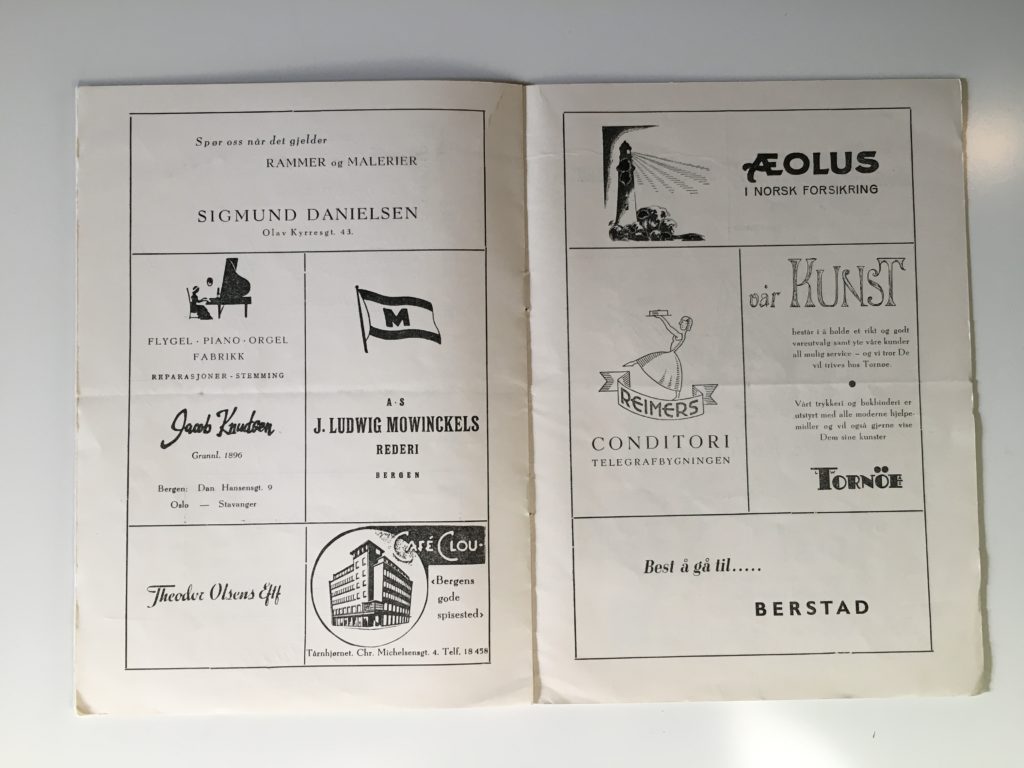 Spør oss når det gjelder
RAMMER og MALERIER
SIGMUND DANIELSEN
Olav Kyrresgt. 43.
FLYGEL · PIANO · ORGEL
FABRIKK
REPARASJONER - STEMMING
Jacob Knudsen
Grunnl. 1896
Bergen: Dan Hansensgt. 9
Oslo — Stavanger
M
A·S
J. LUDWIG MOWINCKELS
REDERI
BERGEN
Theodor Olsens Eftf
CAFÉ CLOU-
‹Bergens
gode
spisested›
Tårnhjørnet. Chr. Michelsensgt. 4. Telf. 18 458
ÆOLUS
I NORSK FORSIKRING
REIMERS
CONDITORI
TELEGRAFBYGNINGEN
vår KUNST
består i å holde et rikt og godt
vareutvalg samt yte våre kunder
all mulig service – og vi tror De
vil trives hos Tornøe.
Vårt trykkeri og bokbinderi er
utstyrt med alle moderne hjelpe-
midler og vil også gjerne vise
Dem sine kunster
TORNÖE
Best å gå til.....
BERSTAD